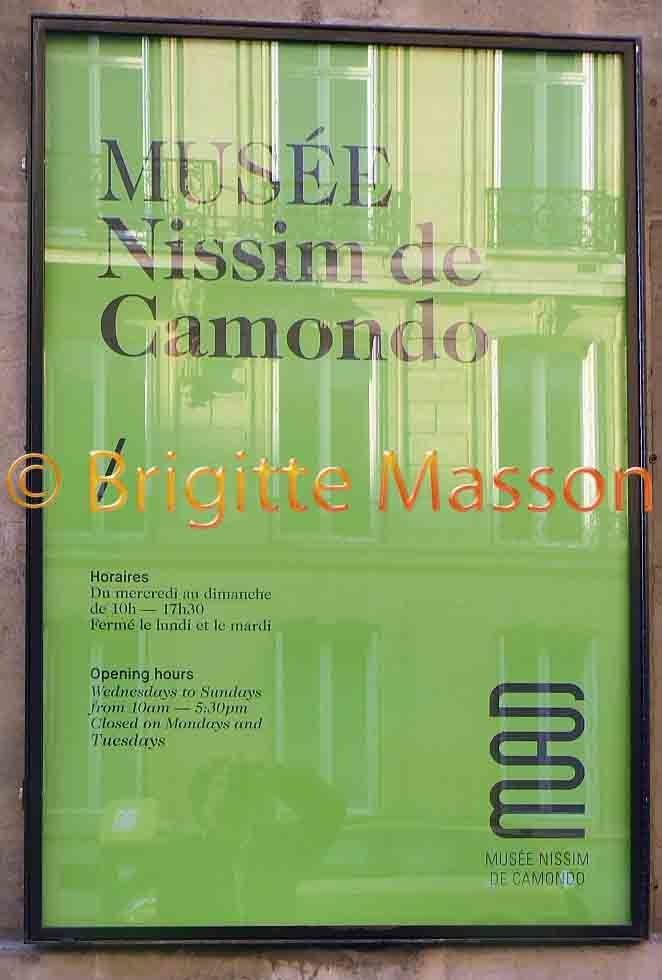 MUSÉE
Nissim de
Camondo
/
© Brigitte Masson
Horaires
Du mercredi au dimanche
de 10h — 17h30
Fermé le lundi et le mardi
Opening hours
Wednesdays to Sundays
from 10am — 5:30pm
Closed on Mondays and
Tuesdays
MAD
MUSÉE NISSIM
DE CAMONDO